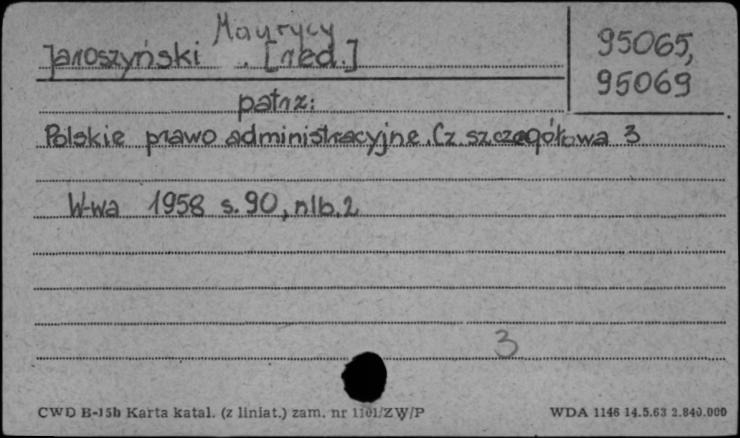 Maurycy
Jaroszyński . [red.]
95065,
95069
patrz:
Polskie prawo administracyjne. Cz. szczegółowa 3
W-wa 1958 s. 90, nlb. 2
3
CWD B-15b Karta katal. (z liniat.) zam. nr 1101/ZW/P
WDA 1146 14.5.63 2.840.000